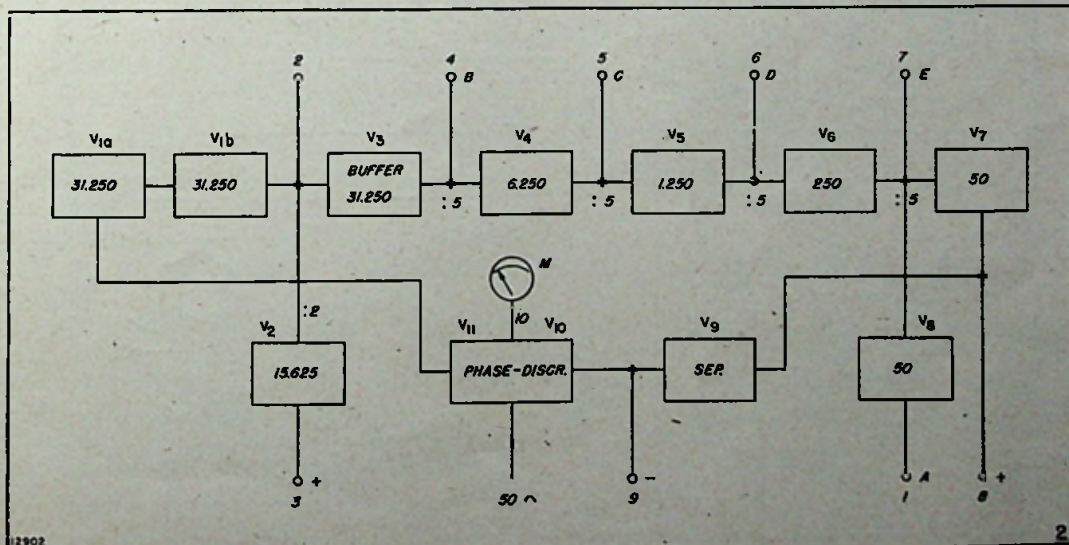 2 4 5 6 7
B C D E
V1a V1b V3 V4 V5 V6 V7
31.250 31.250 BUFFER 6.250 1.250 250 50
31.250
: 5 : 5 : 5 : 5
M
: 2 10
V2 V11 V10 V9 V8
15.625 PHASE-DISCR. SEP. 50
+ - A +
3 50 ~ 9 1 8
12902 2